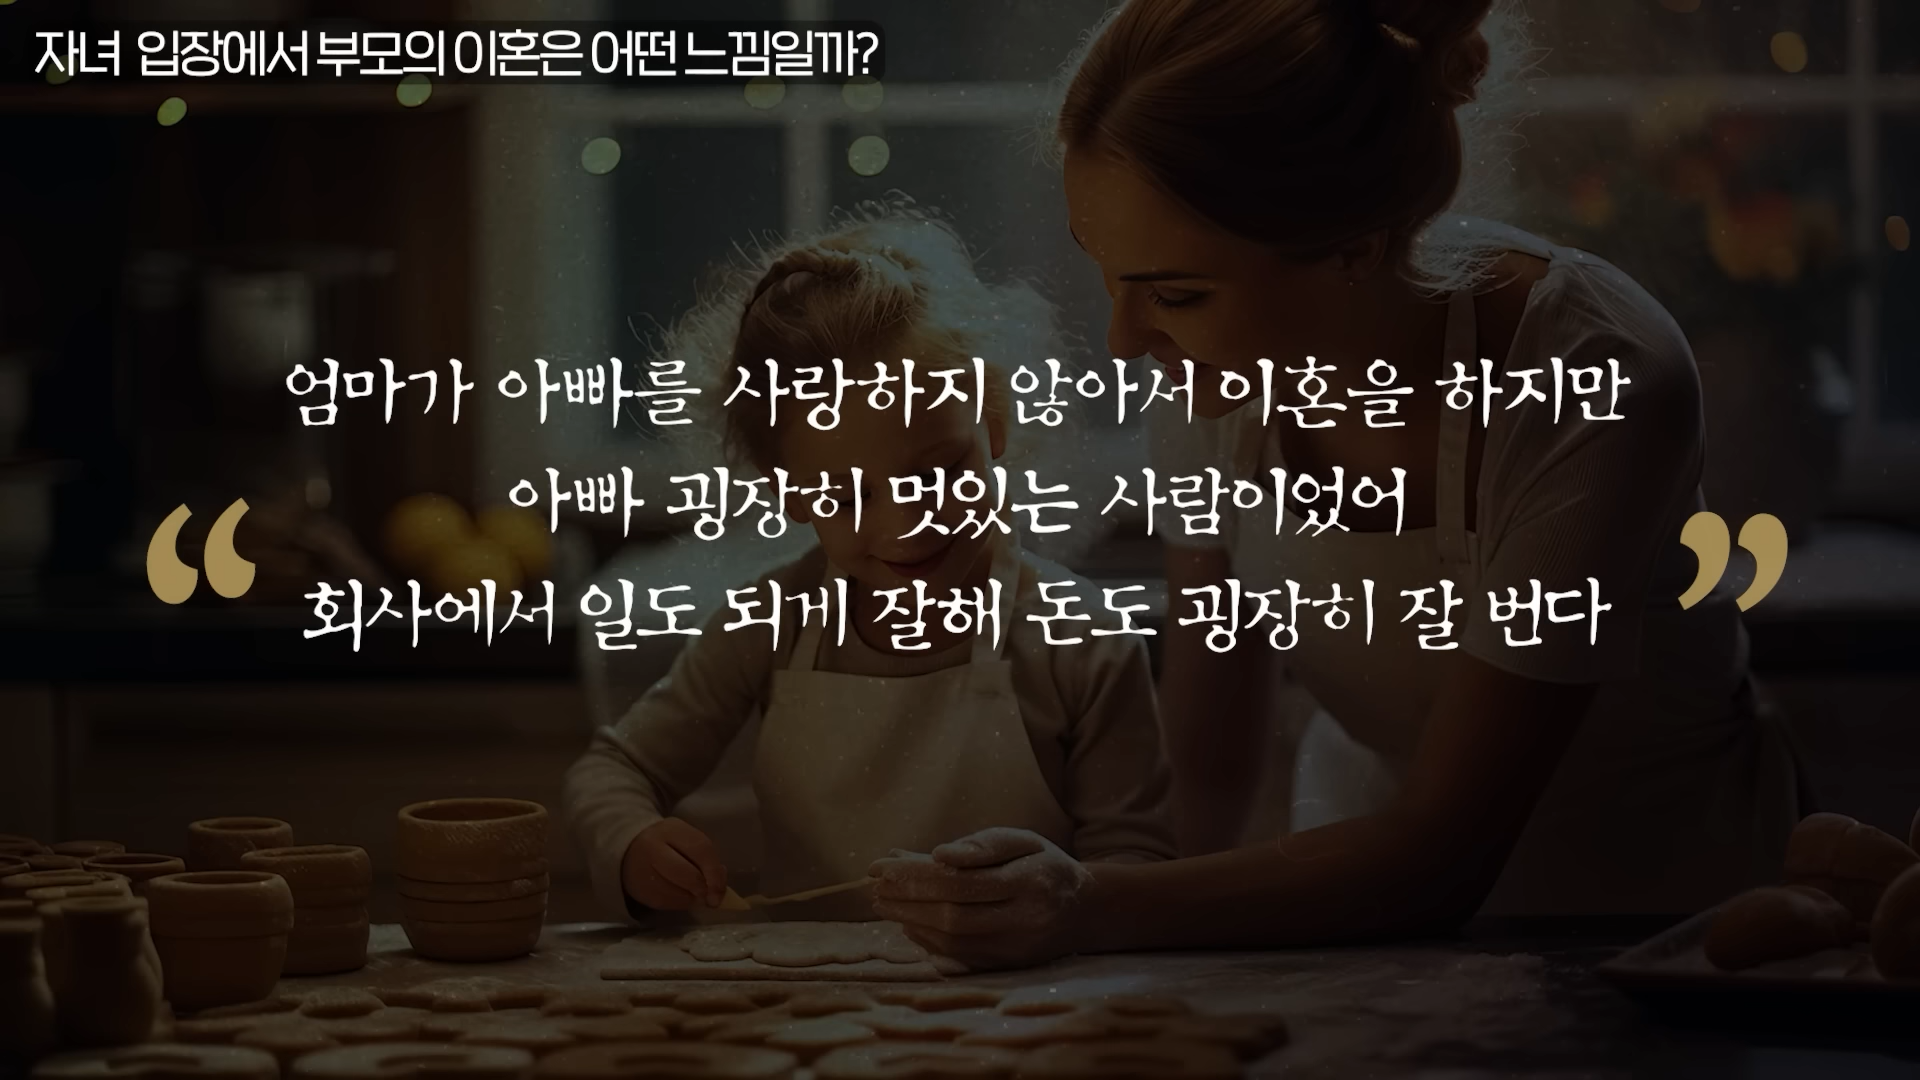 자녀 입장에서 부모의 이혼은 어떤 느낌일까?
엄마가 아빠를 사랑하지 않아서 이혼을 하지만
아빠 굉장히 멋있는 사람이었어
“ 회사에서 일도 되게 잘해 돈도 굉장히 잘 번다 ”